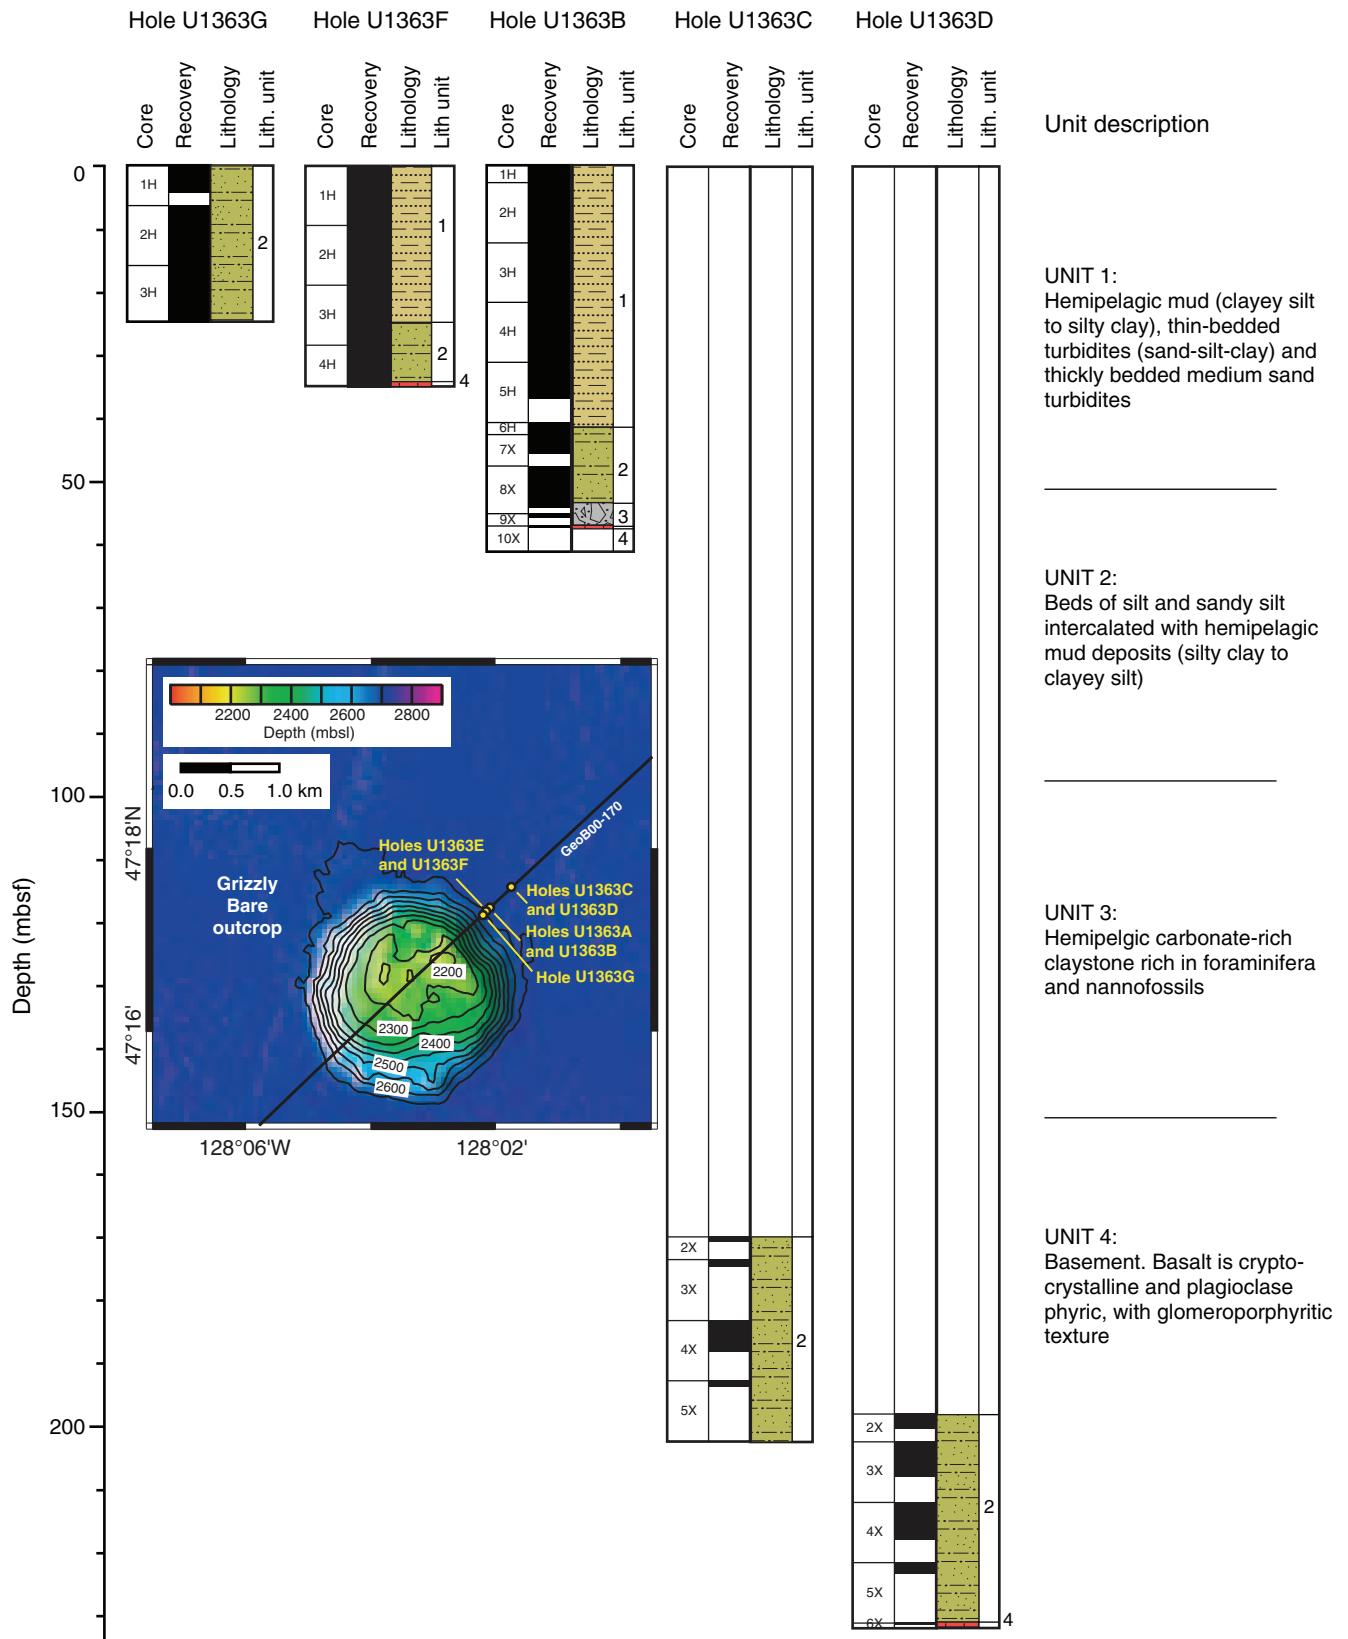 Hole U1363G
Hole U1363F
Hole U1363B
Hole U1363C
Hole U1363D
Core
Recovery
Lithology
Lith. unit
Core
Recovery
Lithology
Lith. unit
Core
Recovery
Lithology
Lith. unit
Core
Recovery
Lithology
Lith. unit
Core
Recovery
Lithology
Lith. unit
Unit description
Depth (mbsf)
0
50
100
150
200
1H
2H
3H
2
1H
2H
3H
4H
1
2
4
1H
2H
3H
4H
5H
6H
7X
8X
9X
10X
1
2
3
4
2X
3X
4X
5X
2
2X
3X
4X
5X
6X
2
4
UNIT 1:
Hemipelagic mud (clayey silt
to silty clay), thin-bedded
turbidites (sand-silt-clay) and
thickly bedded medium sand
turbidites
UNIT 2:
Beds of silt and sandy silt
intercalated with hemipelagic
mud deposits (silty clay to
clayey silt)
UNIT 3:
Hemipelgic carbonate-rich
claystone rich in foraminifera
and nannofossils
UNIT 4:
Basement. Basalt is crypto-
crystalline and plagioclase
phyric, with glomeroporphyritic
texture
2200 2400 2600 2800
Depth (mbsl)
0.0 0.5 1.0 km
47°18'N
47°16'
128°06'W
128°02'
GeoB00-170
Holes U1363E
and U1363F
Grizzly
Bare
outcrop
Holes U1363C
and U1363D
Holes U1363A
and U1363B
Hole U1363G
2200
2300
2400
2500
2600